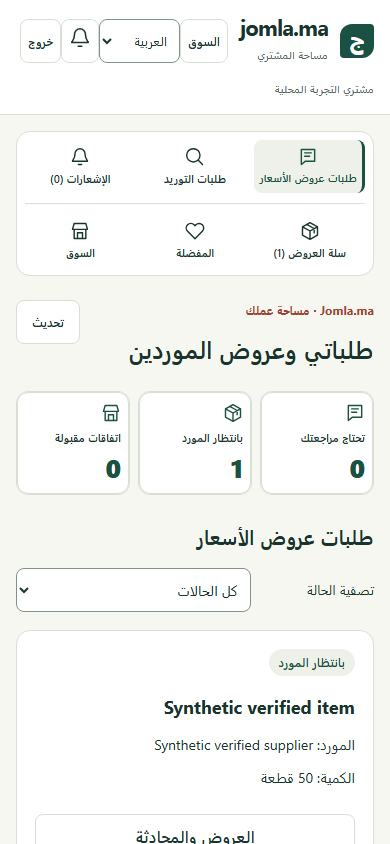 ج
jomla.ma
مساحة المشتري
السوق
العربية
خروج
مشتري التجربة المحلية
طلبات عروض الأسعار
طلبات التوريد
الإشعارات (0)
سلة العروض (1)
المفضلة
السوق
Jomla.ma · مساحة عملك
تحديث
طلباتي وعروض الموردين
تحتاج مراجعتك
0
بانتظار المورد
1
اتفاقات مقبولة
0
طلبات عروض الأسعار
تصفية الحالة
كل الحالات
بانتظار المورد
Synthetic verified item
المورد: Synthetic verified supplier
الكمية: 50 قطعة
العروض والمحادثة